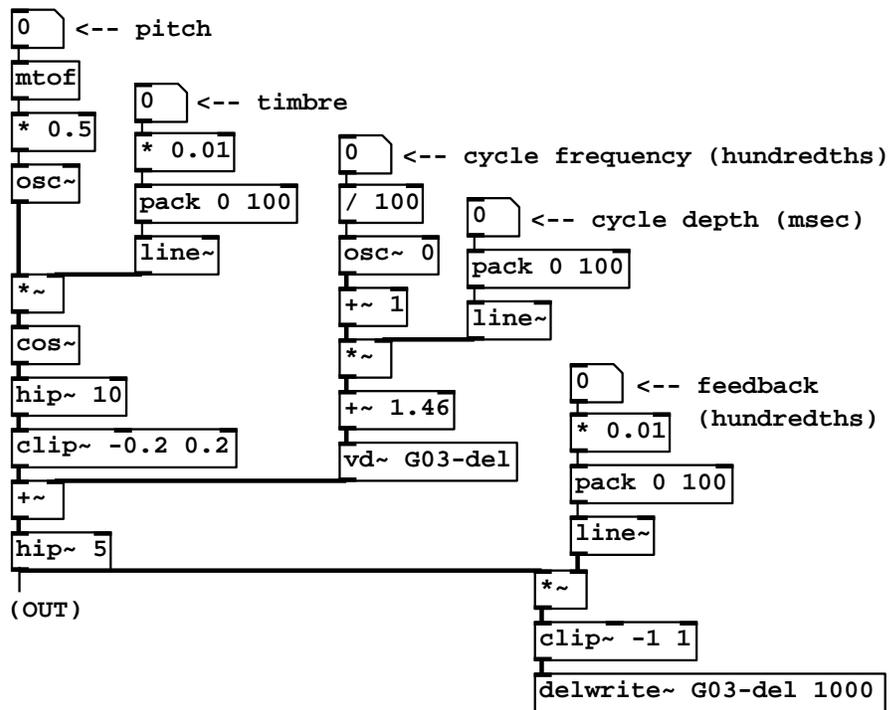 0 <-- pitch
mtof
* 0.5
osc~
0 <-- timbre
* 0.01
pack 0 100
line~
*~
cos~
hip~ 10
clip~ -0.2 0.2
+~
hip~ 5
(OUT)
0 <-- cycle frequency (hundredths)
/ 100
osc~ 0
+~ 1
0 <-- cycle depth (msec)
pack 0 100
line~
*~
+~ 1.46
vd~ G03-del
0 <-- feedback
(hundredths)
* 0.01
pack 0 100
line~
*~
clip~ -1 1
delwrite~ G03-del 1000